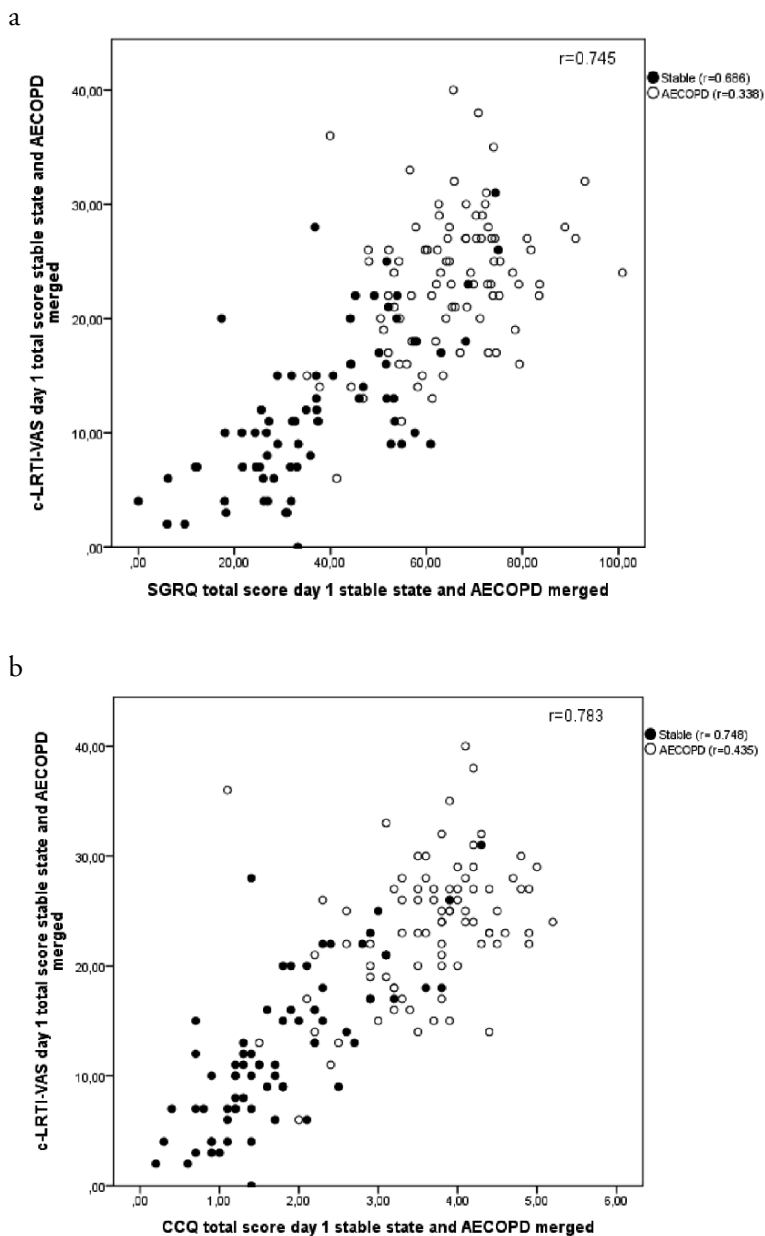 a
r=0.745
Stable (r=0.686)
AECOPD (r=0.338)
c-LRTI-VAS day 1 total score stable state and AECOPD
merged
40,00
30,00
20,00
10,00
,00
,00 20,00 40,00 60,00 80,00 100,00
SGRQ total score day 1 stable state and AECOPD merged
b
r=0.783
Stable (r= 0.748)
AECOPD (r=0.435)
c-LRTI-VAS day 1 total score stable state and AECOPD
merged
40,00
30,00
20,00
10,00
,00
,00 1,00 2,00 3,00 4,00 5,00 6,00
CCQ total score day 1 stable state and AECOPD merged